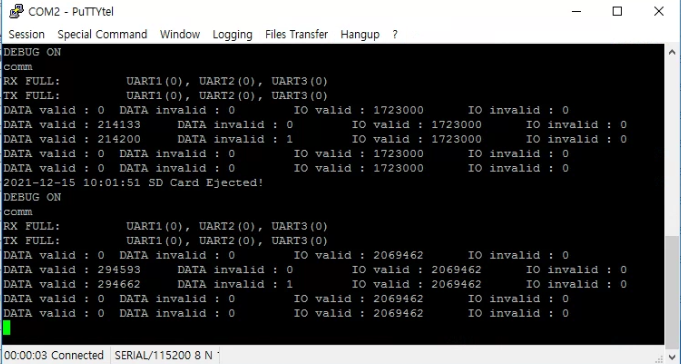 COM2 - PuTTYtel
Session Special Command Window Logging Files Transfer Hangup ?
DEBUG ON
comm
RX FULL: UART1(0), UART2(0), UART3(0)
TX FULL: UART1(0), UART2(0), UART3(0)
DATA valid : 0 DATA invalid : 0 IO valid : 1723000 IO invalid : 0
DATA valid : 214133 DATA invalid : 0 IO valid : 1723000 IO invalid : 0
DATA valid : 214200 DATA invalid : 1 IO valid : 1723000 IO invalid : 0
DATA valid : 0 DATA invalid : 0 IO valid : 1723000 IO invalid : 0
DATA valid : 0 DATA invalid : 0 IO valid : 1723000 IO invalid : 0
2021-12-15 10:01:51 SD Card Ejected!
DEBUG ON
comm
RX FULL: UART1(0), UART2(0), UART3(0)
TX FULL: UART1(0), UART2(0), UART3(0)
DATA valid : 0 DATA invalid : 0 IO valid : 2069462 IO invalid : 0
DATA valid : 294593 DATA invalid : 0 IO valid : 2069462 IO invalid : 0
DATA valid : 294662 DATA invalid : 1 IO valid : 2069462 IO invalid : 0
DATA valid : 0 DATA invalid : 0 IO valid : 2069462 IO invalid : 0
DATA valid : 0 DATA invalid : 0 IO valid : 2069462 IO invalid : 0
00:00:03 Connected SERIAL/115200 8 N